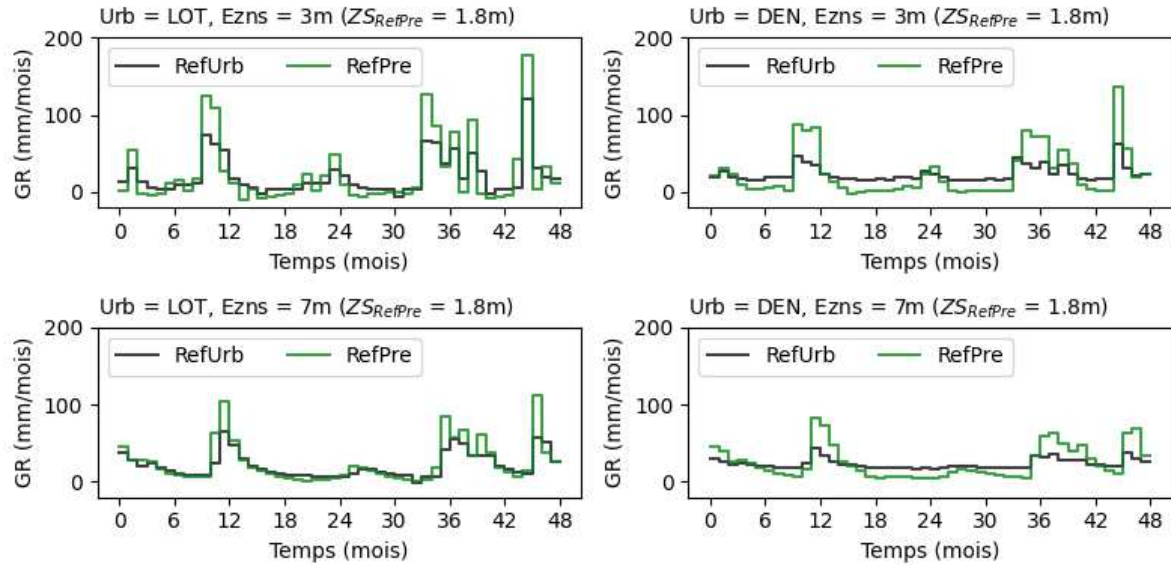 Urb = LOT, Ezns = 3m (ZS_RefPre = 1.8m)
GR (mm/mois)
200
100
0
RefUrb RefPre
0 6 12 18 24 30 36 42 48
Temps (mois)
Urb = DEN, Ezns = 3m (ZS_RefPre = 1.8m)
GR (mm/mois)
200
100
0
RefUrb RefPre
0 6 12 18 24 30 36 42 48
Temps (mois)
Urb = LOT, Ezns = 7m (ZS_RefPre = 1.8m)
GR (mm/mois)
200
100
0
RefUrb RefPre
0 6 12 18 24 30 36 42 48
Temps (mois)
Urb = DEN, Ezns = 7m (ZS_RefPre = 1.8m)
GR (mm/mois)
200
100
0
RefUrb RefPre
0 6 12 18 24 30 36 42 48
Temps (mois)